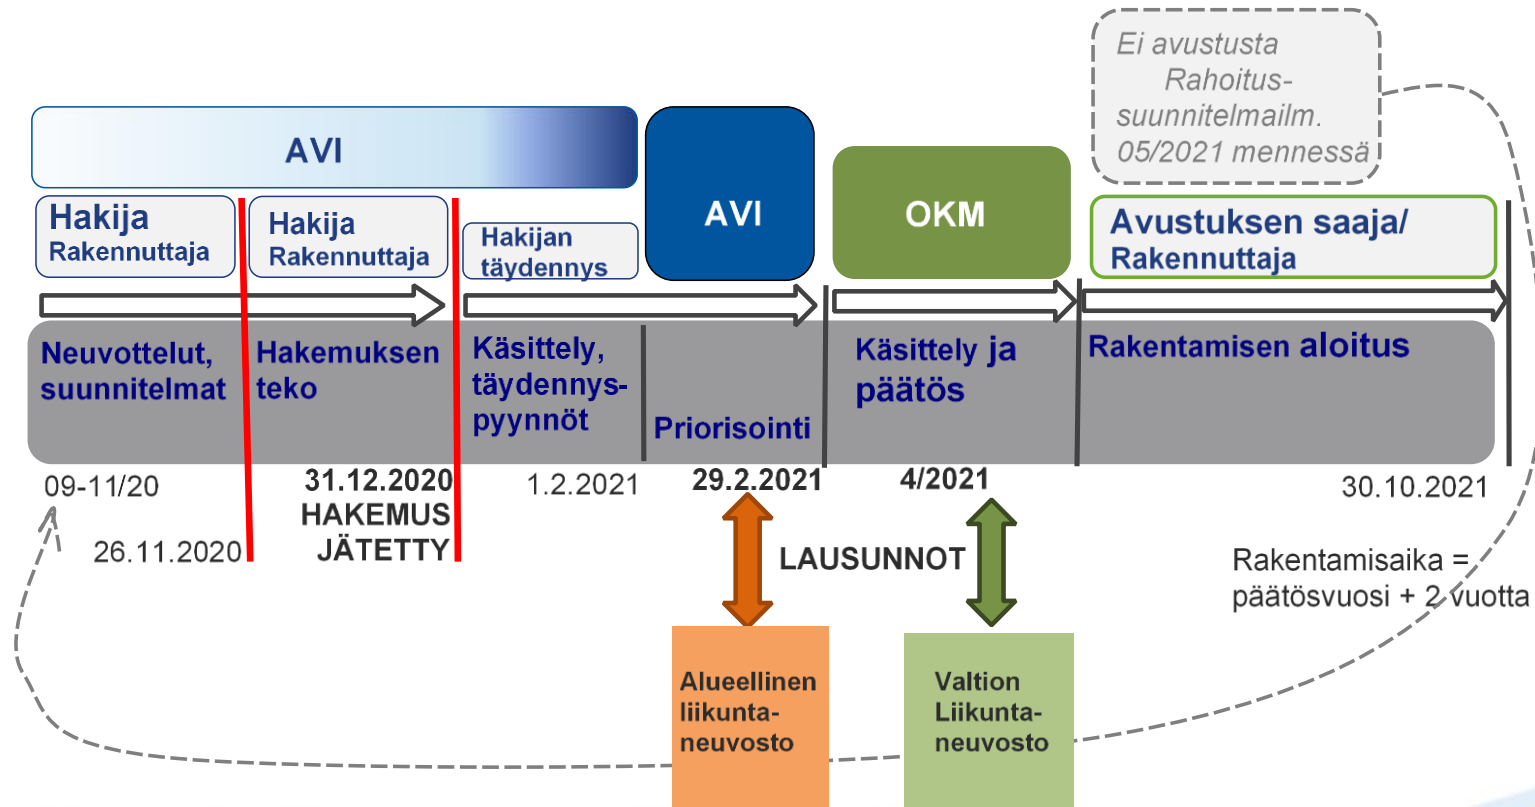 Ei avustusta
Rahoitus-
suunnitelmailm.
05/2021 mennessä
AVI
AVI
OKM
Hakija
Rakennuttaja
Hakija
Rakennuttaja
Hakijan
täydennys
Avustuksen saaja/
Rakennuttaja
Neuvottelut,
suunnitelmat
Hakemuksen
teko
Käsittely,
täydennys-
pyynnöt
Priorisointi
Käsittely ja
päätös
Rakentamisen aloitus
09-11/20
26.11.2020
31.12.2020
HAKEMUS
JÄTETTY
1.2.2021
29.2.2021
4/2021
30.10.2021
LAUSUNNOT
Rakentamisaika =
päätösvuosi + 2 vuotta
Alueellinen
liikunta-
neuvosto
Valtion
Liikunta-
neuvosto